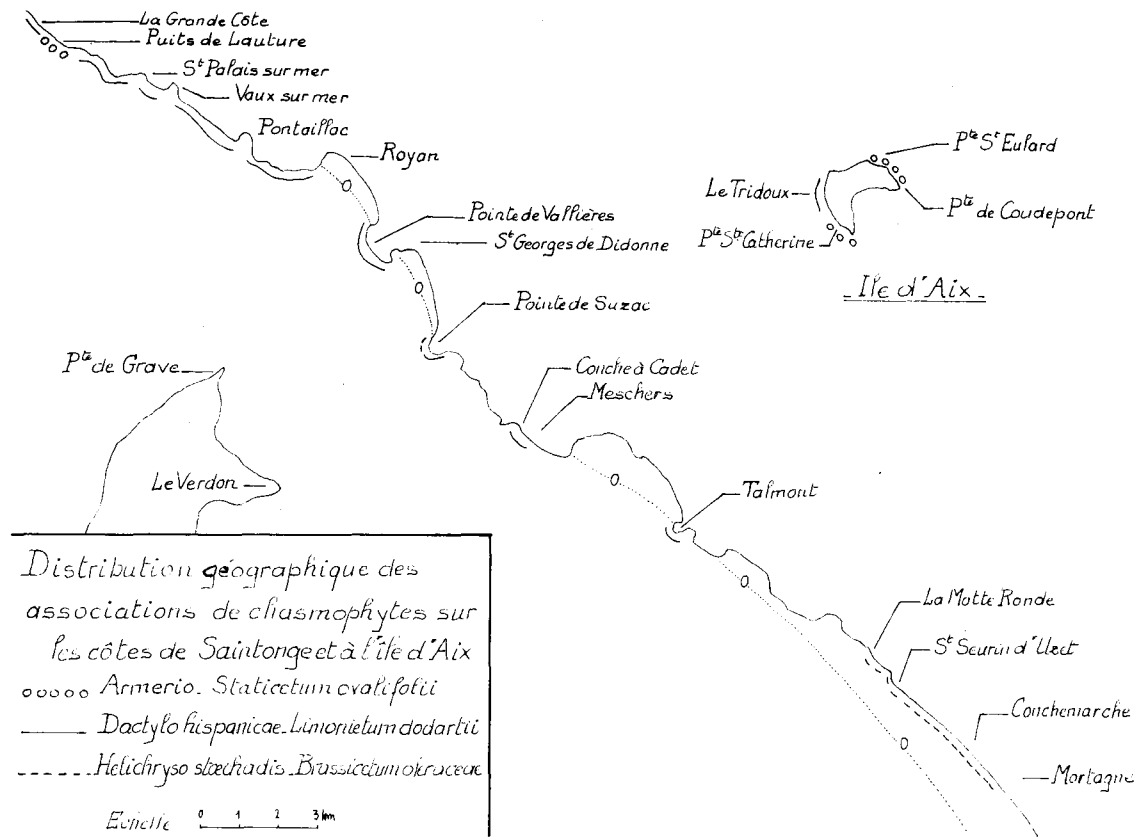 La Grande Côte
Puits de Lauture
St Palais sur mer
Vaux sur mer
Pontaillac
Royan
Pointe de Vallières
St Georges de Didonne
Pointe de Suzac
Conche à Cadet
Meschers
Talmont
La Motte Ronde
St Seurin d'Uzet
Conchemarche
Mortagne
Pte St Eulard
Le Tridoux
Pte de Coudepont
Pte Ste Catherine
Ile d'Aix
Pte de Grave
Le Verdon
Distribution géographique des
associations de chasmophytes sur
les côtes de Saintonge et à l'île d'Aix
Armerio-Staticetum ovalifolii
Dactylo hispanicae-Limonietum dodartii
Helichryso stœchadis-Brassicetum oleraceae
Echelle 0 1 2 3 km